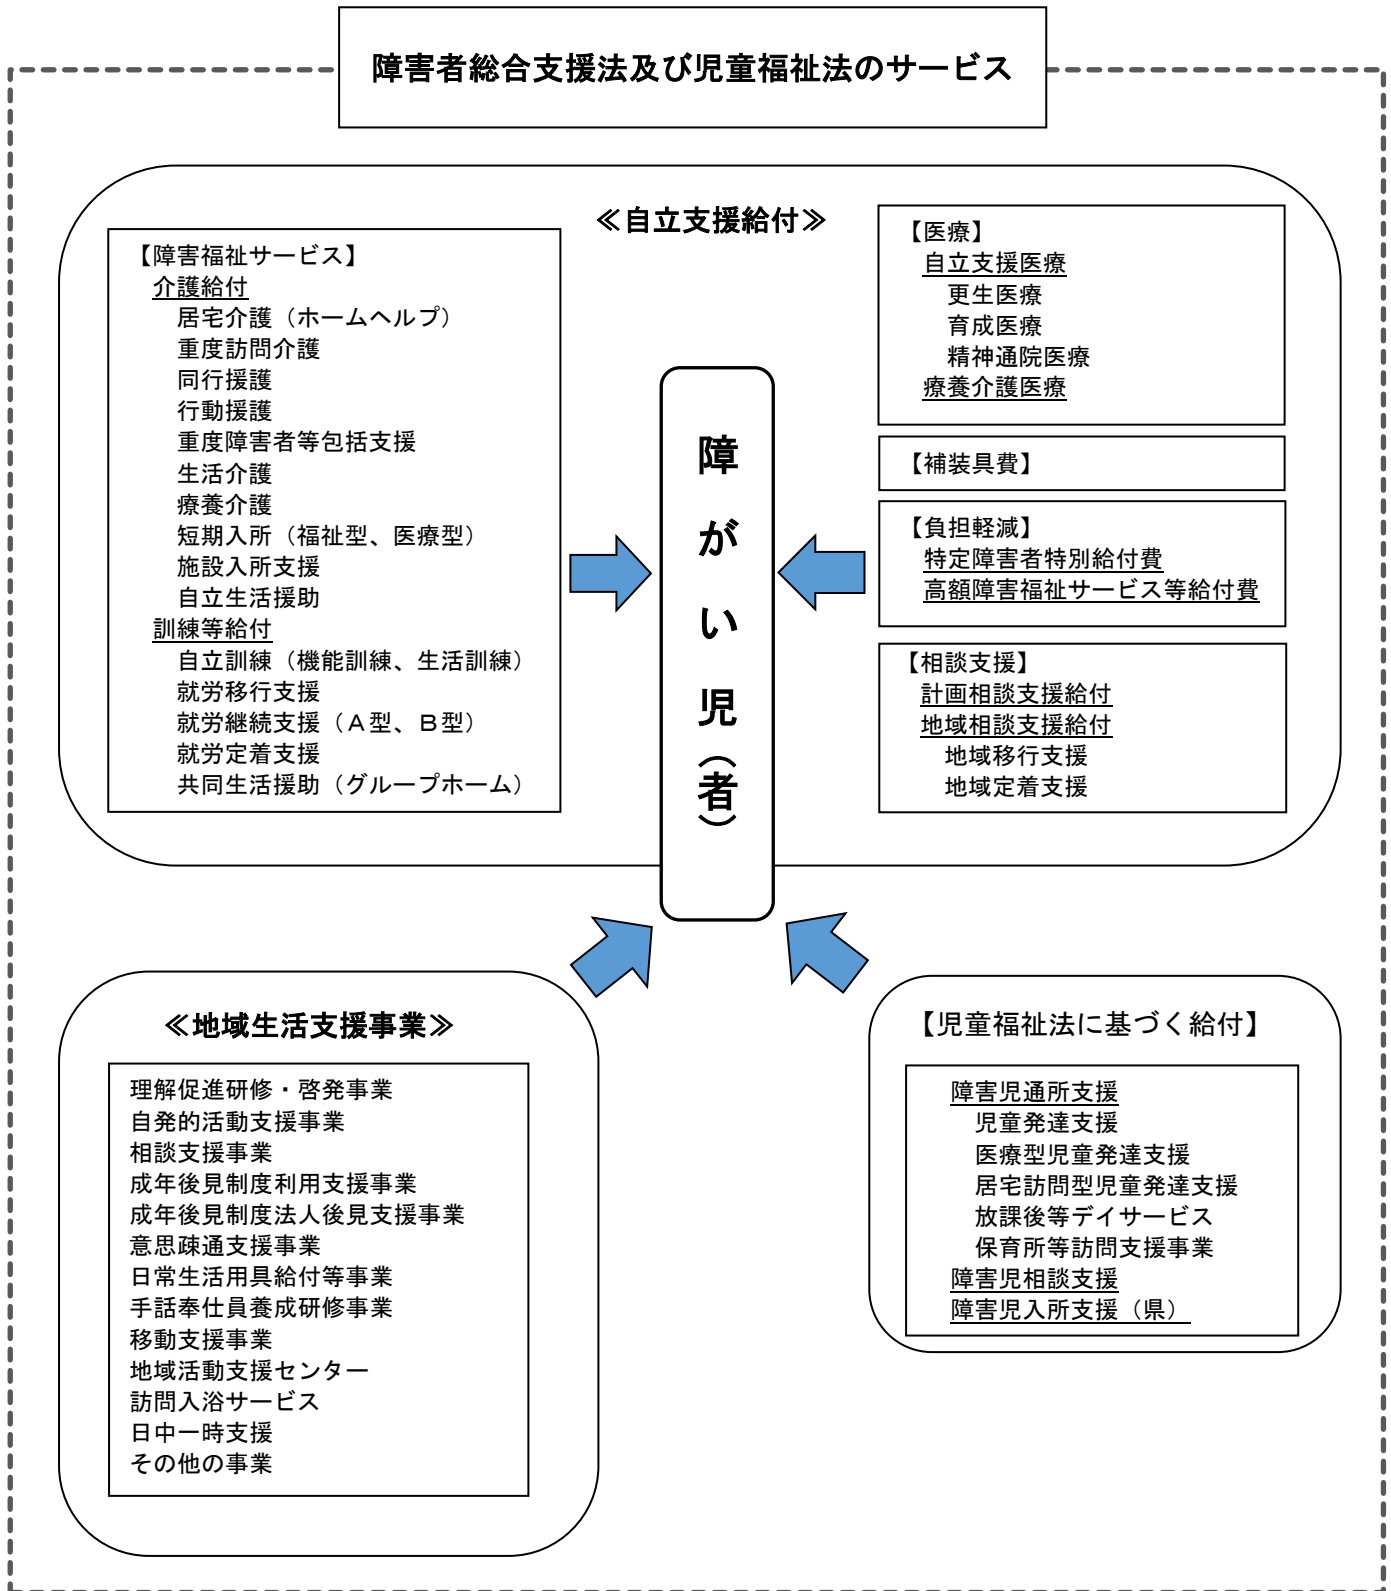 障害者総合支援法及び児童福祉法のサービス
≪自立支援給付≫
【障害福祉サービス】
介護給付
居宅介護（ホームヘルプ）
重度訪問介護
同行援護
行動援護
重度障害者等包括支援
生活介護
療養介護
短期入所（福祉型、医療型）
施設入所支援
自立生活援助
訓練等給付
自立訓練（機能訓練、生活訓練）
就労移行支援
就労継続支援（Ａ型、Ｂ型）
就労定着支援
共同生活援助（グループホーム）
障がい児（者）
【医療】
自立支援医療
更生医療
育成医療
精神通院医療
療養介護医療
【補装具費】
【負担軽減】
特定障害者特別給付費
高額障害福祉サービス等給付費
【相談支援】
計画相談支援給付
地域相談支援給付
地域移行支援
地域定着支援
≪地域生活支援事業≫
理解促進研修・啓発事業
自発的活動支援事業
相談支援事業
成年後見制度利用支援事業
成年後見制度法人後見支援事業
意思疎通支援事業
日常生活用具給付等事業
手話奉仕員養成研修事業
移動支援事業
地域活動支援センター
訪問入浴サービス
日中一時支援
その他の事業
【児童福祉法に基づく給付】
障害児通所支援
児童発達支援
医療型児童発達支援
居宅訪問型児童発達支援
放課後等デイサービス
保育所等訪問支援事業
障害児相談支援
障害児入所支援（県）